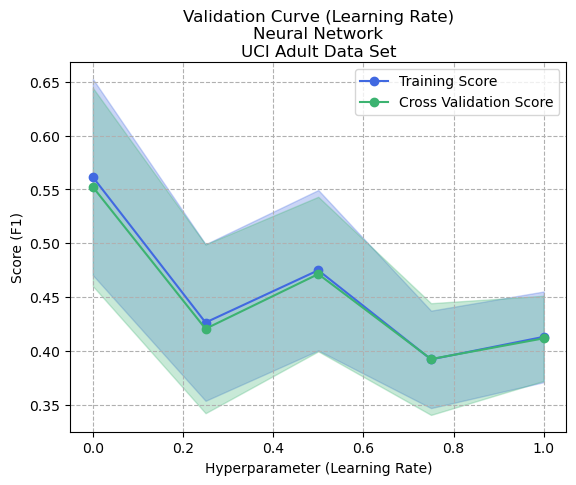 Validation Curve (Learning Rate)
Neural Network
UCI Adult Data Set
Training Score
Cross Validation Score
Score (F1)
0.65
0.60
0.55
0.50
0.45
0.40
0.35
0.0 0.2 0.4 0.6 0.8 1.0
Hyperparameter (Learning Rate)